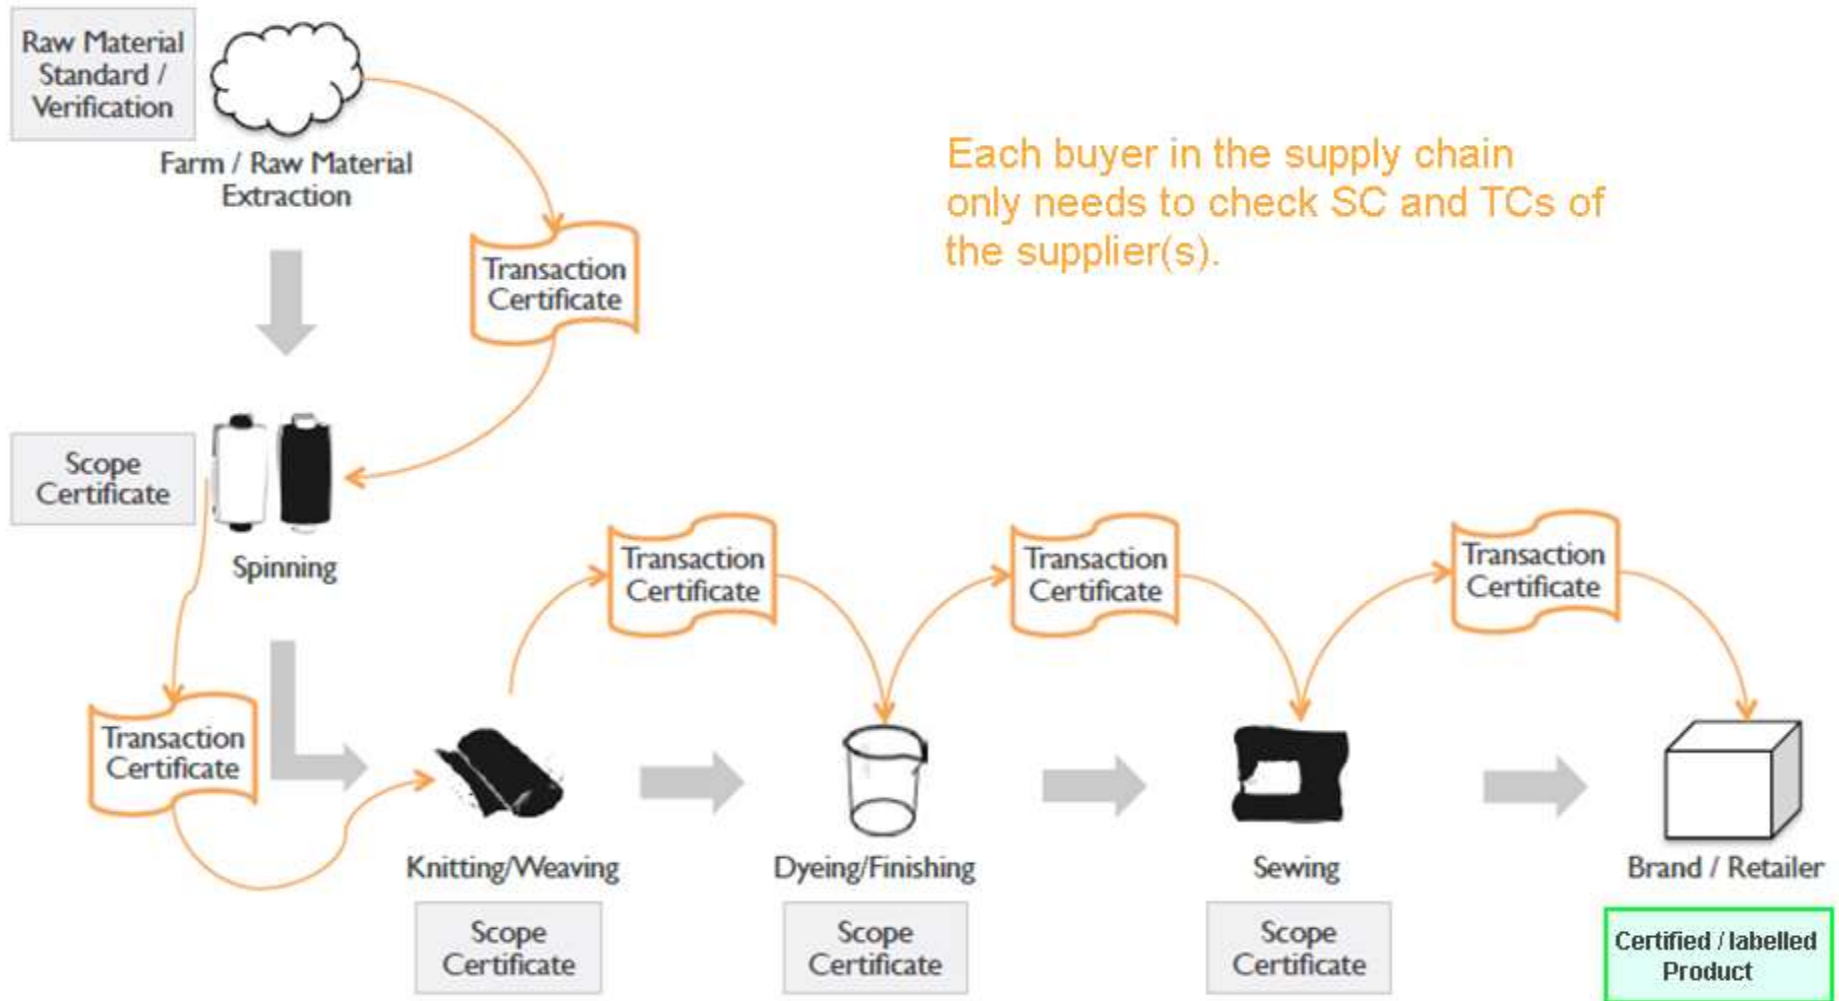 Raw Material
Standard /
Verification
Farm / Raw Material
Extraction
Each buyer in the supply chain
only needs to check SC and TCs of
the supplier(s).
Transaction
Certificate
Scope
Certificate
Spinning
Transaction
Certificate
Transaction
Certificate
Transaction
Certificate
Transaction
Certificate
Knitting/Weaving
Dyeing/Finishing
Sewing
Brand / Retailer
Scope
Certificate
Scope
Certificate
Scope
Certificate
Certified / labelled
Product